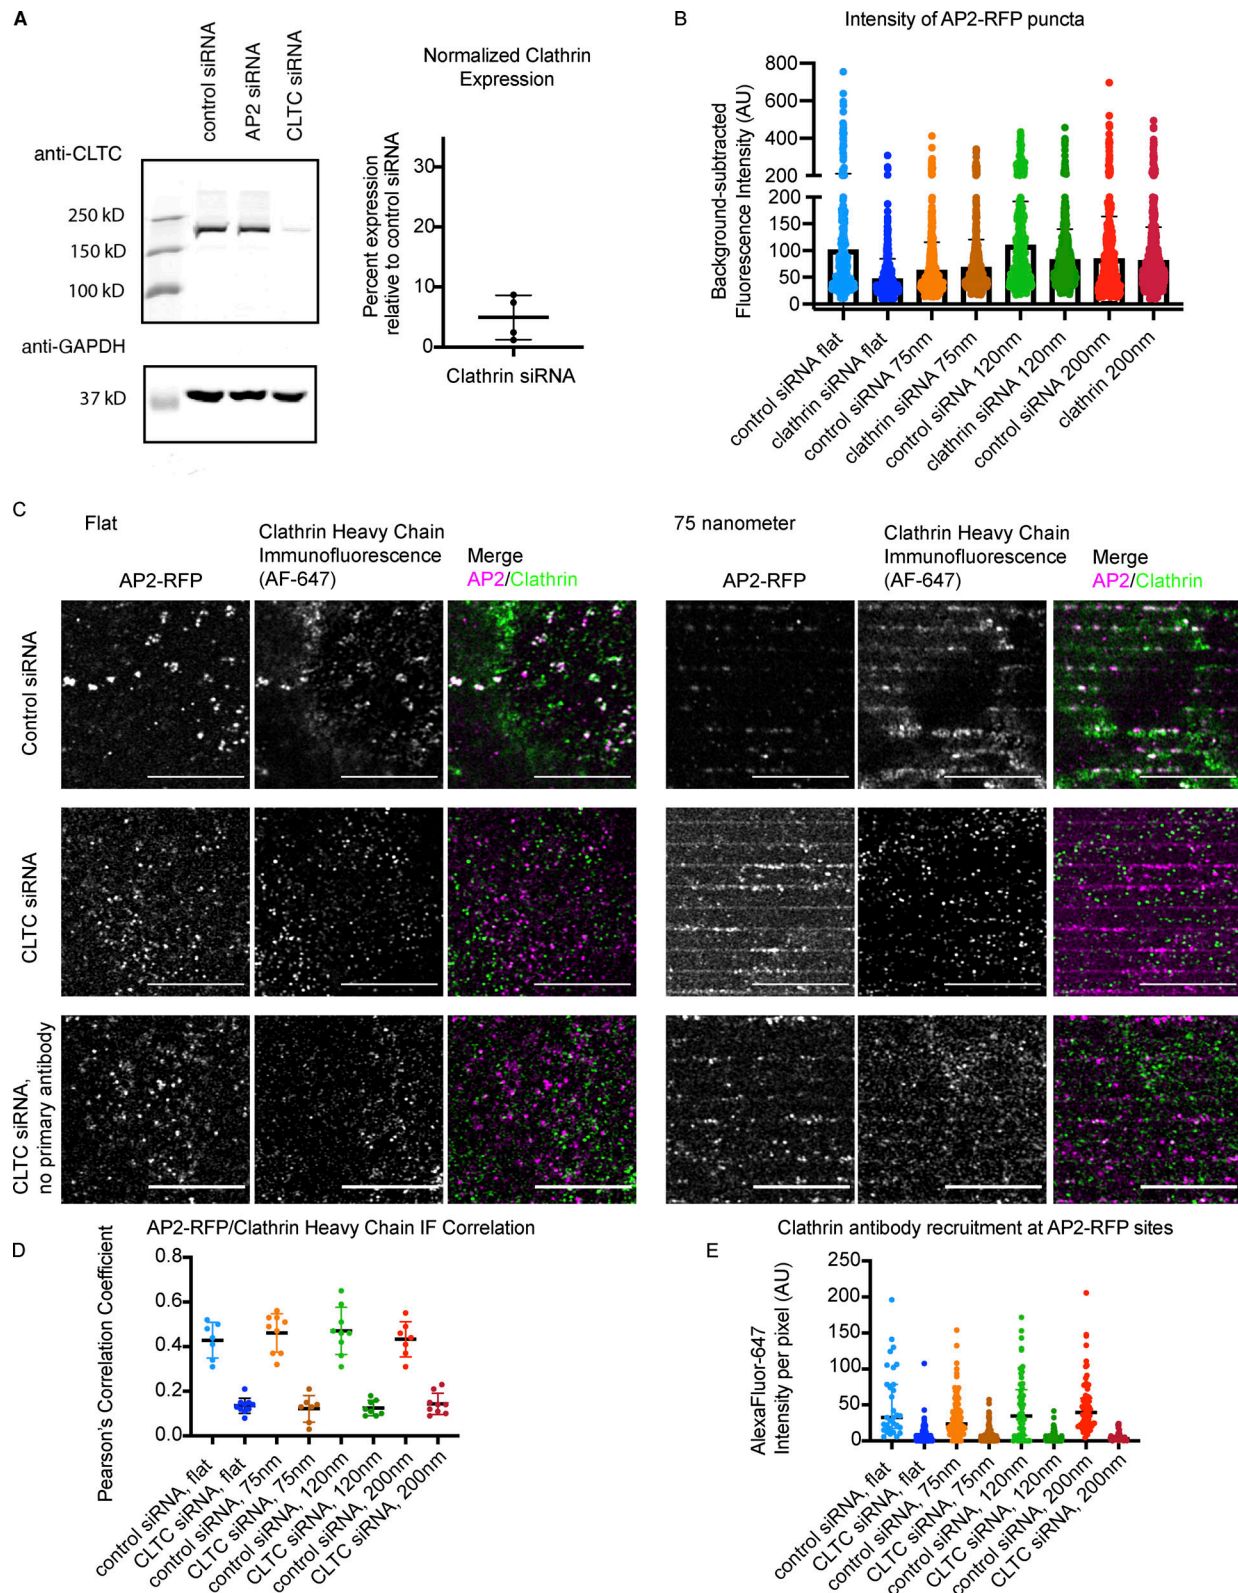 A
control siRNA
AP2 siRNA
CLTC siRNA
anti-CLTC
250 kD
150 kD
100 kD
anti-GAPDH
37 kD
Normalized Clathrin
Expression
Percent expression
relative to control siRNA
30
20
10
0
Clathrin siRNA
B
Intensity of AP2-RFP puncta
Background-subtracted
Fluorescence Intensity (AU)
800
600
400
200
200
150
100
50
0
control siRNA flat
clathrin siRNA flat
control siRNA 75nm
clathrin siRNA 75nm
control siRNA 120nm
clathrin siRNA 120nm
control siRNA 200nm
clathrin 200nm
C
Flat
AP2-RFP
Clathrin Heavy Chain
Immunofluorescence
(AF-647)
Merge
AP2/Clathrin
75 nanometer
AP2-RFP
Clathrin Heavy Chain
Immunofluorescence
(AF-647)
Merge
AP2/Clathrin
Control siRNA
CLTC siRNA
CLTC siRNA,
no primary antibody
D
AP2-RFP/Clathrin Heavy Chain IF Correlation
Pearson's Correlation Coefficient
0.8
0.6
0.4
0.2
0.0
control siRNA, flat
CLTC siRNA, flat
control siRNA, 75nm
CLTC siRNA, 75nm
control siRNA, 120nm
CLTC siRNA, 120nm
control siRNA, 200nm
CLTC siRNA, 200nm
E
Clathrin antibody recruitment at AP2-RFP sites
AlexaFluor-647
Intensity per pixel (AU)
250
200
150
100
50
0
control siRNA, flat
CLTC siRNA, flat
control siRNA, 75nm
CLTC siRNA, 75nm
control siRNA, 120nm
CLTC siRNA, 120nm
control siRNA, 200nm
CLTC siRNA, 200nm